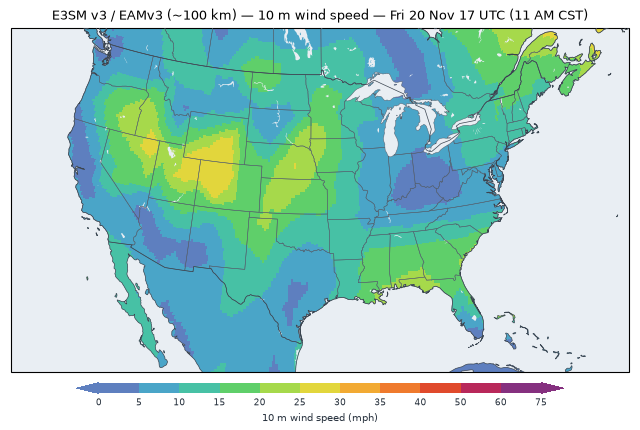 E3SM v3 / EAMv3 (~100 km) — 10 m wind speed — Fri 20 Nov 17 UTC (11 AM CST)
0 5 10 15 20 25 30 35 40 50 60 75
10 m wind speed (mph)